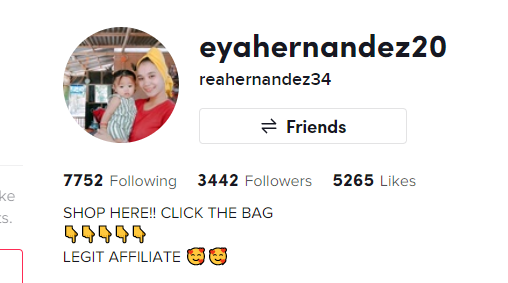 eyahernandez20
reahernandez34
Friends
7752 Following 3442 Followers 5265 Likes
SHOP HERE!! CLICK THE BAG
👇👇👇👇👇
LEGIT AFFILIATE 🥰🥰
ke
ts.